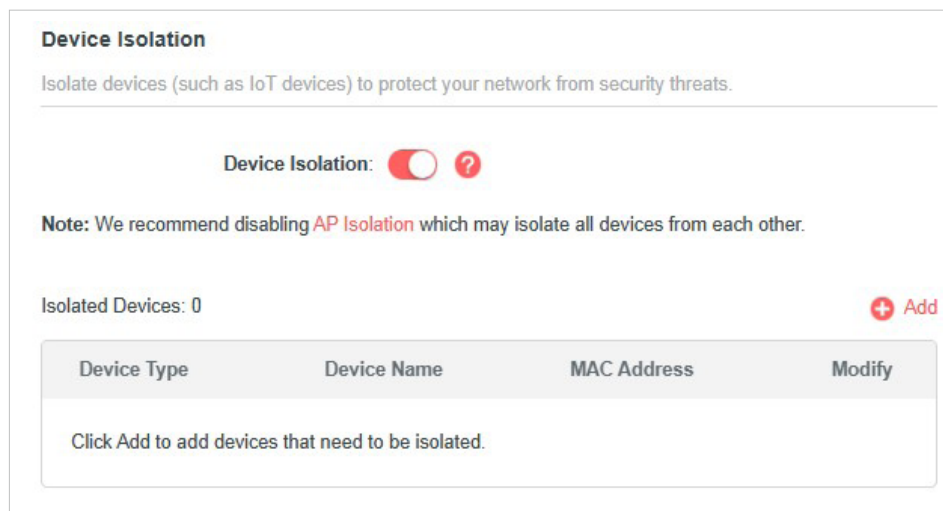 Device Isolation
Isolate devices (such as IoT devices) to protect your network from security threats.
Device Isolation: ?
Note: We recommend disabling AP Isolation which may isolate all devices from each other.
Isolated Devices: 0 Add
Device Type Device Name MAC Address Modify
Click Add to add devices that need to be isolated.